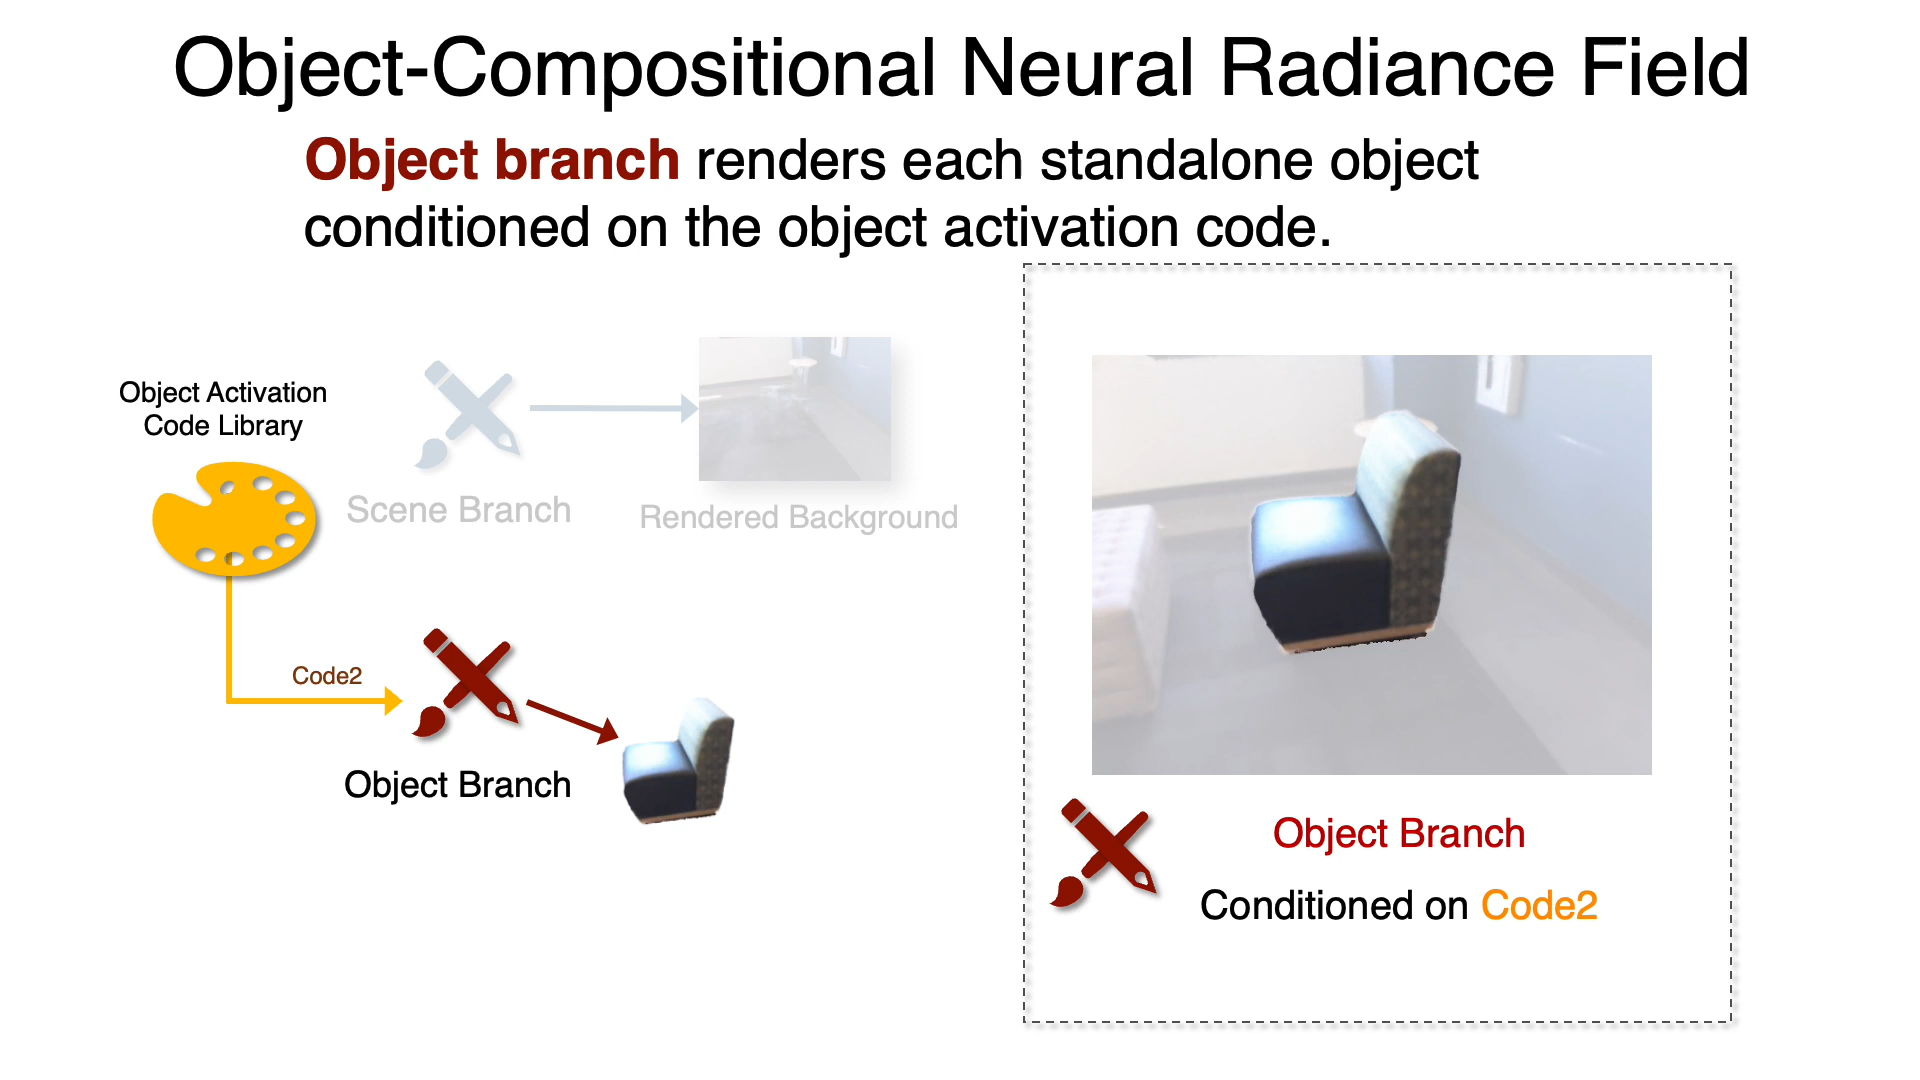 Object-Compositional Neural Radiance Field
Object branch renders each standalone object
conditioned on the object activation code.
Object Activation
Code Library
Scene Branch
Rendered Background
Code2
Object Branch
Object Branch
Conditioned on Code2